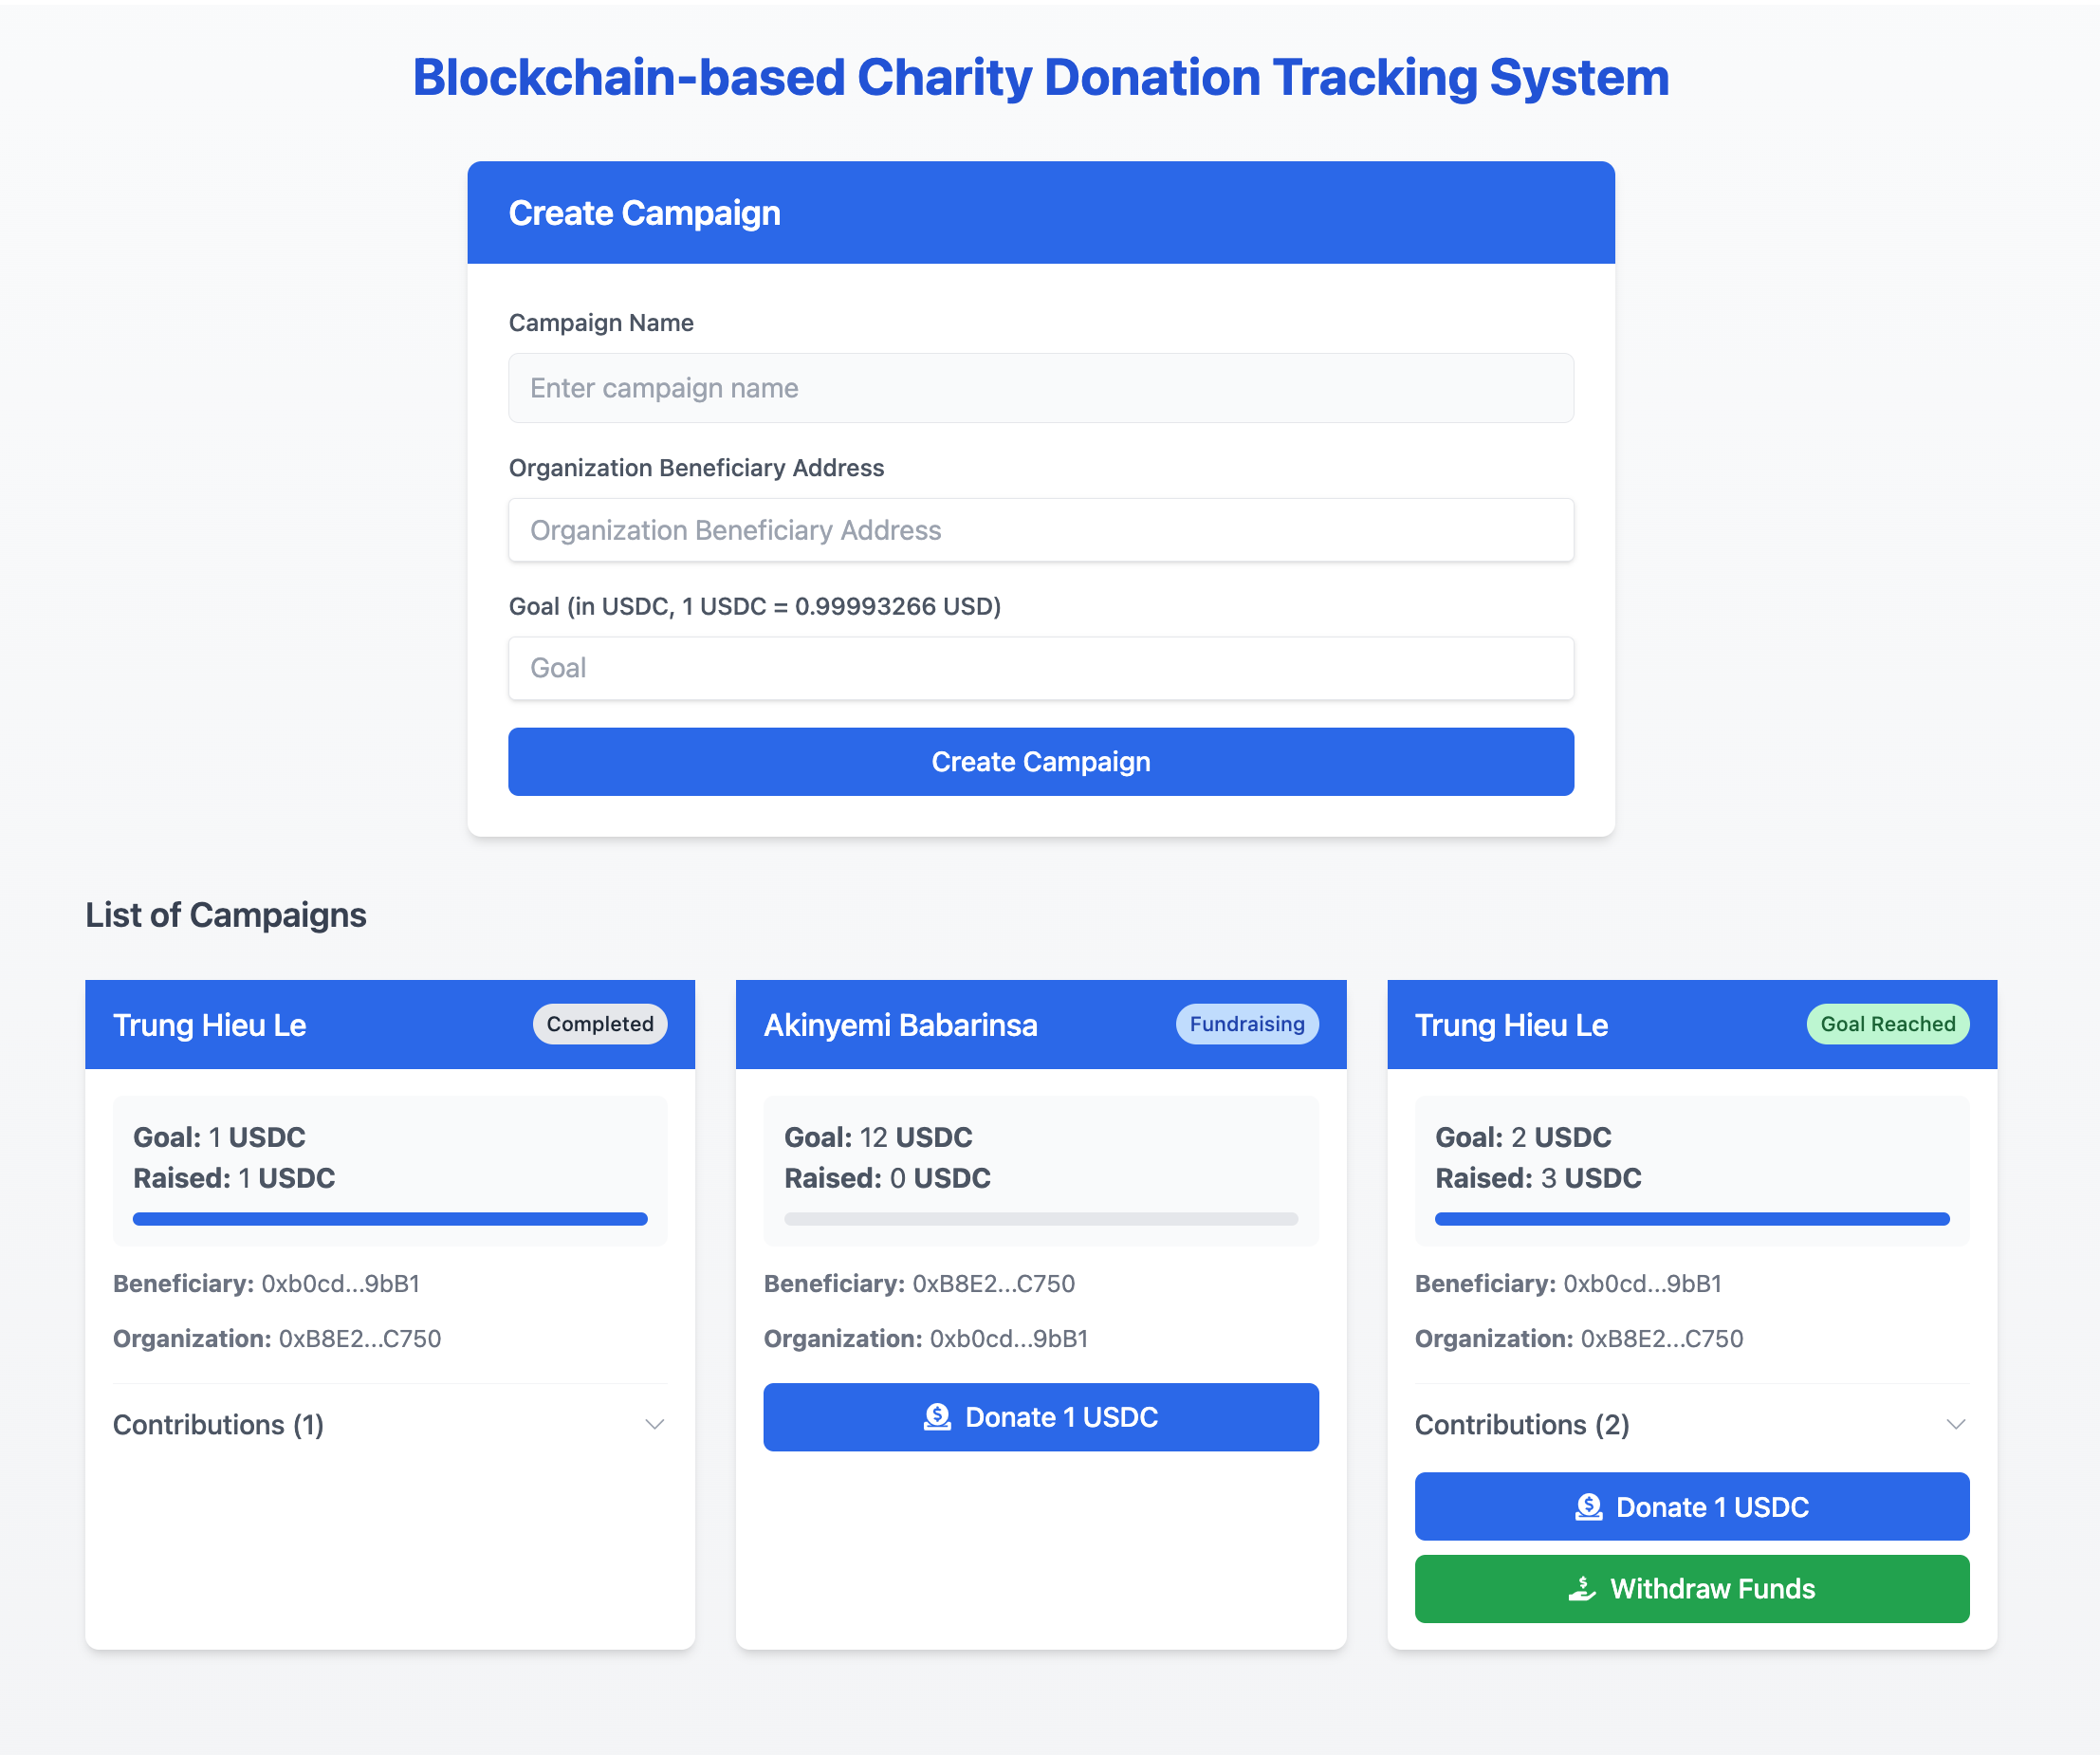 Blockchain-based Charity Donation Tracking System
Create Campaign
Campaign Name
Enter campaign name
Organization Beneficiary Address
Organization Beneficiary Address
Goal (in USDC, 1 USDC = 0.99993266 USD)
Goal
Create Campaign
List of Campaigns
Trung Hieu Le
Completed
Goal: 1 USDC
Raised: 1 USDC
Beneficiary: 0xb0cd...9bB1
Organization: 0xB8E2...C750
Contributions (1)
Akinyemi Babarinsa
Fundraising
Goal: 12 USDC
Raised: 0 USDC
Beneficiary: 0xB8E2...C750
Organization: 0xb0cd...9bB1
Donate 1 USDC
Trung Hieu Le
Goal Reached
Goal: 2 USDC
Raised: 3 USDC
Beneficiary: 0xb0cd...9bB1
Organization: 0xB8E2...C750
Contributions (2)
Donate 1 USDC
Withdraw Funds